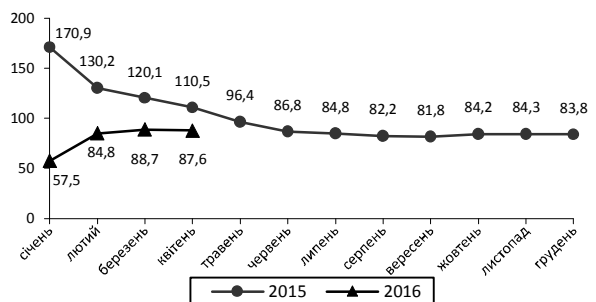 200
150
100
50
0
170,9
130,2
120,1
110,5
96,4
86,8
84,8
82,2
81,8
84,2
84,3
83,8
57,5
84,8
88,7
87,6
січень
лютий
березень
квітень
травень
червень
липень
серпень
вересень
жовтень
листопад
грудень
2015
2016